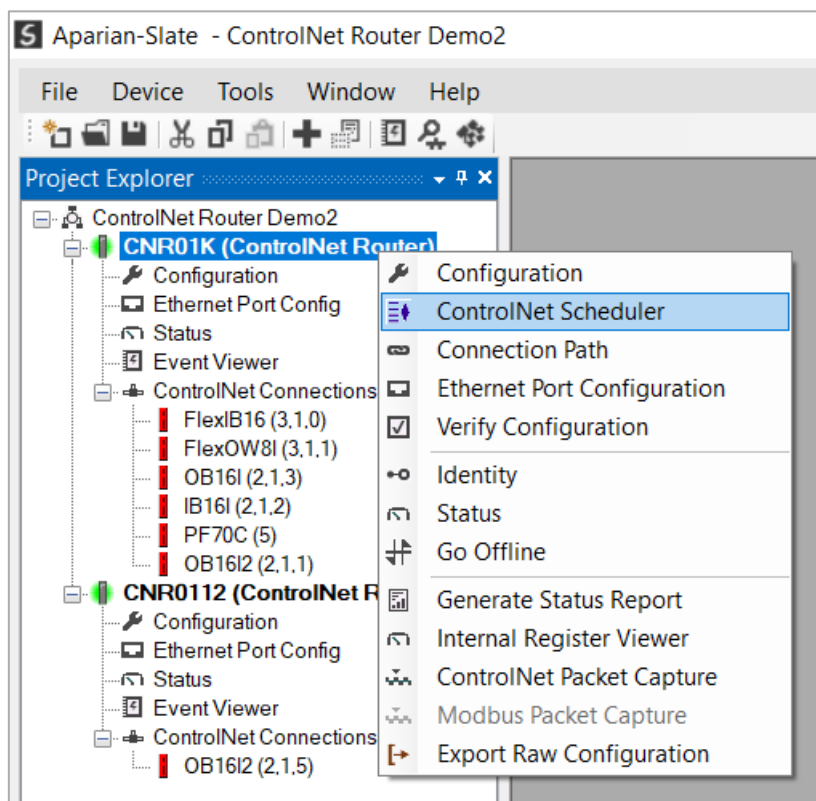 Aparian-Slate - ControlNet Router Demo2
File Device Tools Window Help
Project Explorer
ControlNet Router Demo2
CNR01K (ControlNet Router)
Configuration
Ethernet Port Config
Status
Event Viewer
ControlNet Connections
FlexIB16 (3,1,0)
FlexOW8I (3,1,1)
OB16I (2,1,3)
IB16I (2,1,2)
PF70C (5)
OB16I2 (2,1,1)
CNR0112 (ControlNet R
Configuration
Ethernet Port Config
Status
Event Viewer
ControlNet Connections
OB16I2 (2,1,5)
Configuration
ControlNet Scheduler
Connection Path
Ethernet Port Configuration
Verify Configuration
Identity
Status
Go Offline
Generate Status Report
Internal Register Viewer
ControlNet Packet Capture
Modbus Packet Capture
Export Raw Configuration